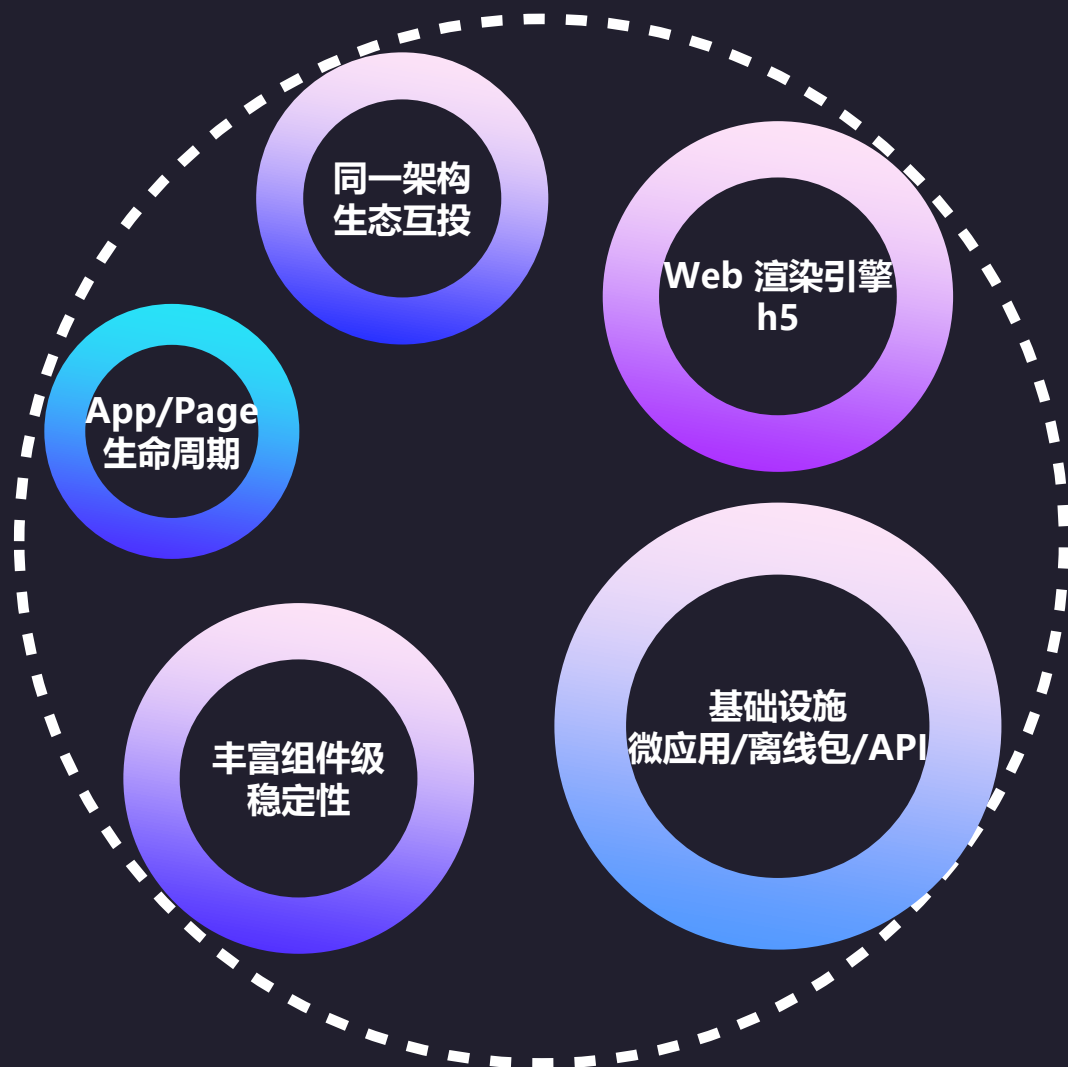 同一架构
生态互投
Web 渲染引擎
h5
App/Page
生命周期
基础设施
微应用/离线包/API
丰富组件级
稳定性